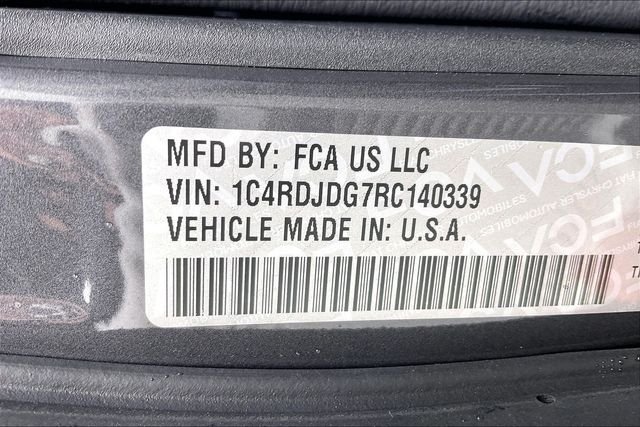 MFD BY: FCA US LLC
VIN: 1C4RDJDG7RC140339
VEHICLE MADE IN: U.S.A.